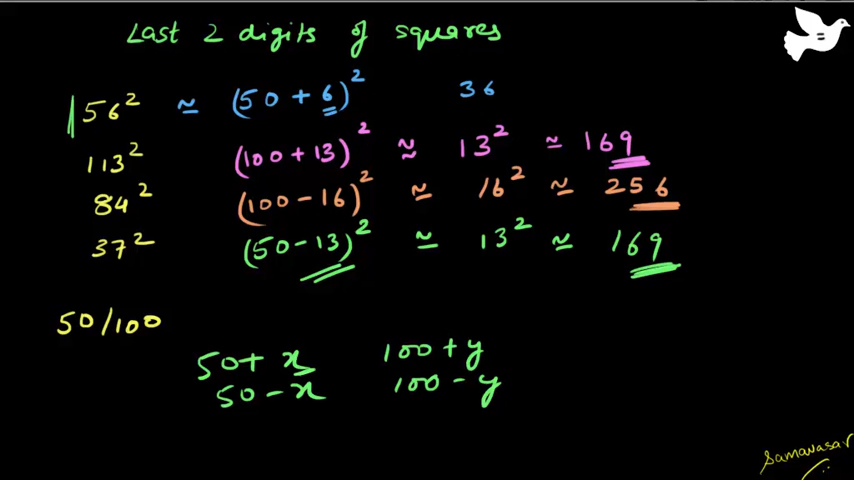 Last 2 digits of squares
56² ≃ (50 + 6)² 36
113² (100 + 13)² ≈ 13² ≃ 169
84² (100 - 16)² ≃ 16² ≃ 256
37² (50 - 13)² ≃ 13² ≃ 169
50/100
50 + x 100 + y
50 - x 100 - y
Samavasar